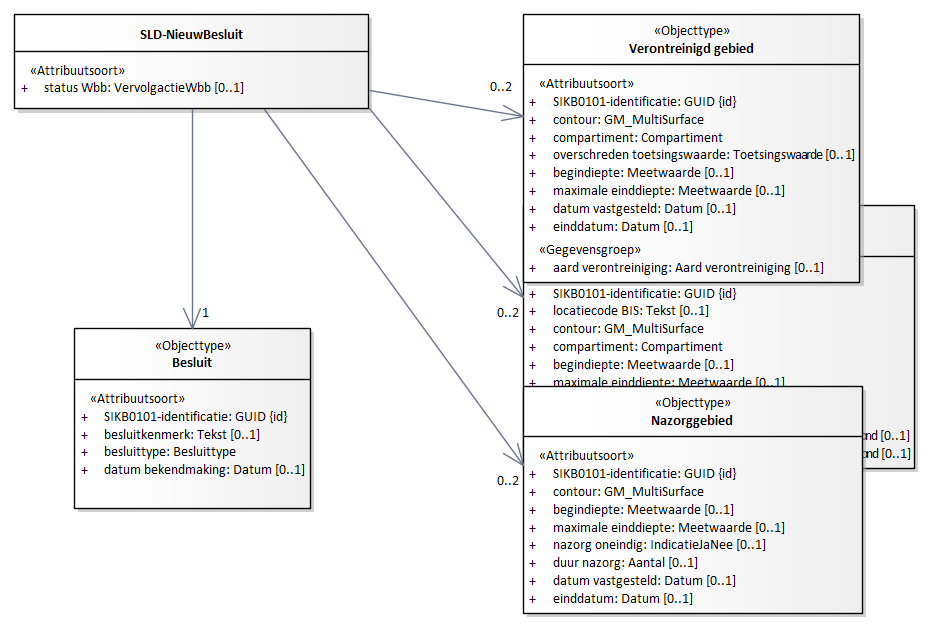 SLD-NieuwBesluit
«Attribuutsoort»
+ status Wbb: VervolgactieWbb [0..1]
0..2
0..2
0..2
1
«Objecttype»
Verontreinigd gebied
«Attribuutsoort»
+ SIKB0101-identificatie: GUID {id}
+ contour: GM_MultiSurface
+ compartiment: Compartiment
+ overschreden toetsingswaarde: Toetsingswaarde [0..1]
+ begindiepte: Meetwaarde [0..1]
+ maximale einddiepte: Meetwaarde [0..1]
+ datum vastgesteld: Datum [0..1]
+ einddatum: Datum [0..1]
«Gegevensgroep»
+ aard verontreiniging: Aard verontreiniging [0..1]
+ SIKB0101-identificatie: GUID {id}
+ locatiecode BIS: Tekst [0..1]
+ contour: GM_MultiSurface
+ compartiment: Compartiment
+ begindiepte: Meetwaarde [0..1]
+ maximale einddiepte: Meetwaarde [0..1]
ond [0..1]
ond [0..1]
«Objecttype»
Besluit
«Attribuutsoort»
+ SIKB0101-identificatie: GUID {id}
+ besluitkenmerk: Tekst [0..1]
+ besluittype: Besluittype
+ datum bekendmaking: Datum [0..1]
«Objecttype»
Nazorggebied
«Attribuutsoort»
+ SIKB0101-identificatie: GUID {id}
+ contour: GM_MultiSurface
+ begindiepte: Meetwaarde [0..1]
+ maximale einddiepte: Meetwaarde [0..1]
+ nazorg oneindig: IndicatieJaNee [0..1]
+ duur nazorg: Aantal [0..1]
+ datum vastgesteld: Datum [0..1]
+ einddatum: Datum [0..1]